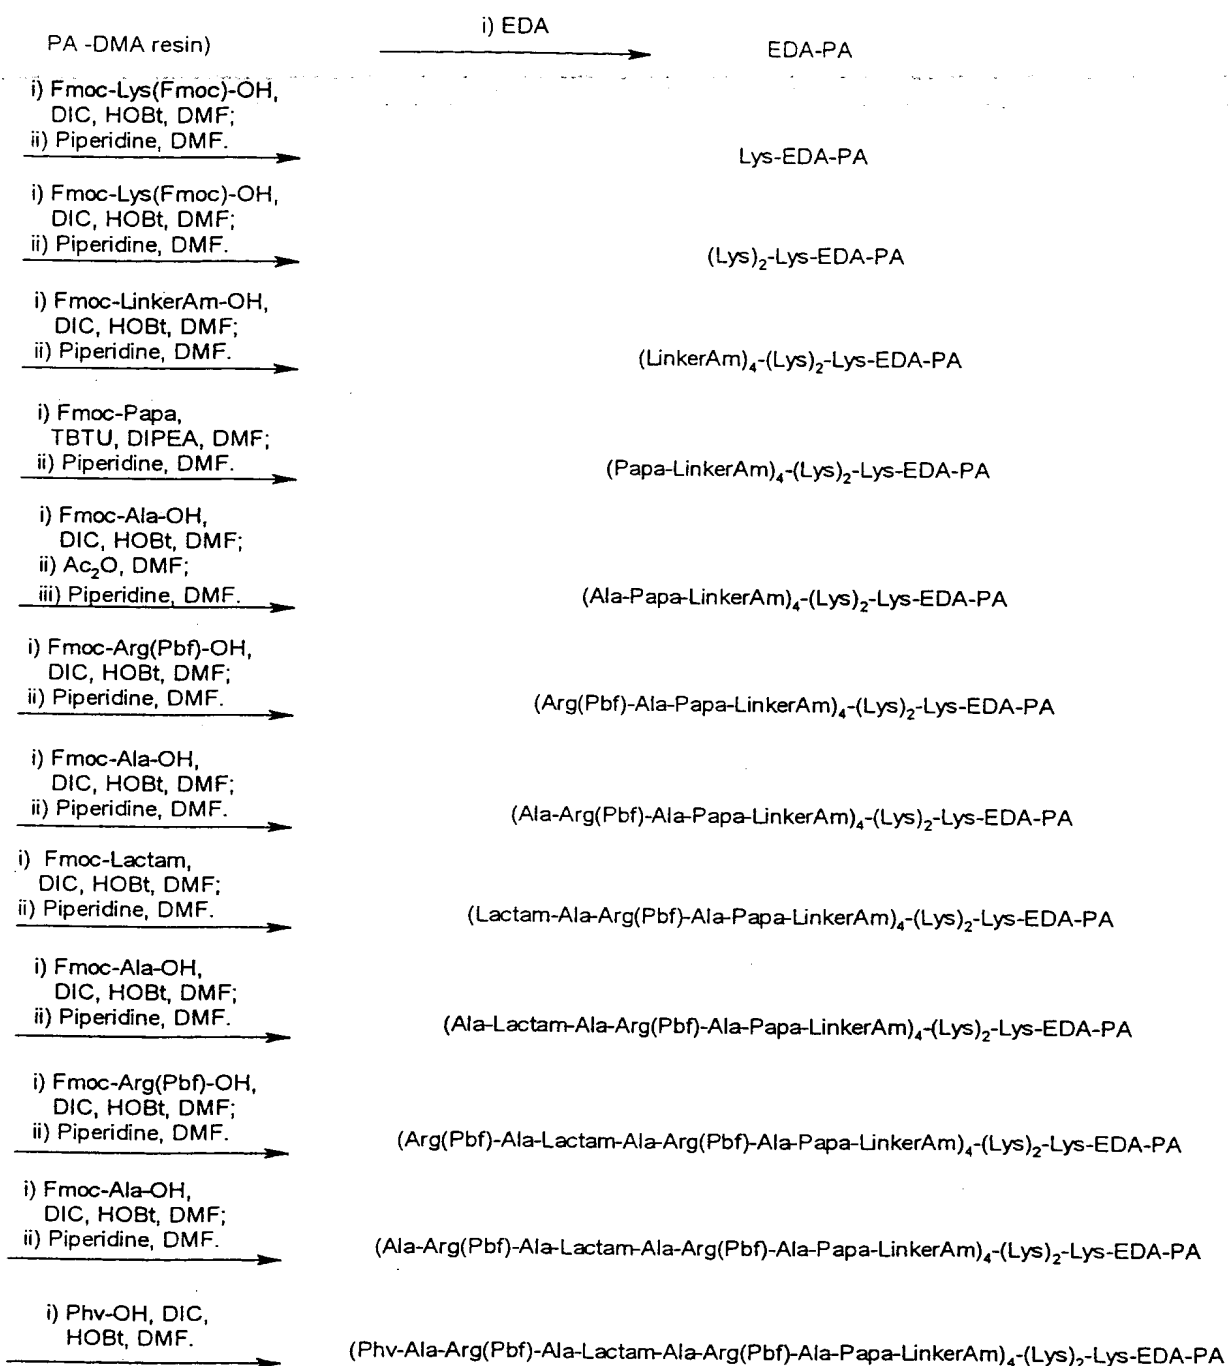 i) EDA
PA -DMA resin)
EDA-PA
i) Fmoc-Lys(Fmoc)-OH,
DIC, HOBt, DMF;
ii) Piperidine, DMF.
Lys-EDA-PA
i) Fmoc-Lys(Fmoc)-OH,
DIC, HOBt, DMF;
ii) Piperidine, DMF.
(Lys)₂-Lys-EDA-PA
i) Fmoc-LinkerAm-OH,
DIC, HOBt, DMF;
ii) Piperidine, DMF.
(LinkerAm)₄-(Lys)₂-Lys-EDA-PA
i) Fmoc-Papa,
TBTU, DIPEA, DMF;
ii) Piperidine, DMF.
(Papa-LinkerAm)₄-(Lys)₂-Lys-EDA-PA
i) Fmoc-Ala-OH,
DIC, HOBt, DMF;
ii) Ac₂O, DMF;
iii) Piperidine, DMF.
(Ala-Papa-LinkerAm)₄-(Lys)₂-Lys-EDA-PA
i) Fmoc-Arg(Pbf)-OH,
DIC, HOBt, DMF;
ii) Piperidine, DMF.
(Arg(Pbf)-Ala-Papa-LinkerAm)₄-(Lys)₂-Lys-EDA-PA
i) Fmoc-Ala-OH,
DIC, HOBt, DMF;
ii) Piperidine, DMF.
(Ala-Arg(Pbf)-Ala-Papa-LinkerAm)₄-(Lys)₂-Lys-EDA-PA
i) Fmoc-Lactam,
DIC, HOBt, DMF;
ii) Piperidine, DMF.
(Lactam-Ala-Arg(Pbf)-Ala-Papa-LinkerAm)₄-(Lys)₂-Lys-EDA-PA
i) Fmoc-Ala-OH,
DIC, HOBt, DMF;
ii) Piperidine, DMF.
(Ala-Lactam-Ala-Arg(Pbf)-Ala-Papa-LinkerAm)₄-(Lys)₂-Lys-EDA-PA
i) Fmoc-Arg(Pbf)-OH,
DIC, HOBt, DMF;
ii) Piperidine, DMF.
(Arg(Pbf)-Ala-Lactam-Ala-Arg(Pbf)-Ala-Papa-LinkerAm)₄-(Lys)₂-Lys-EDA-PA
i) Fmoc-Ala-OH,
DIC, HOBt, DMF;
ii) Piperidine, DMF.
(Ala-Arg(Pbf)-Ala-Lactam-Ala-Arg(Pbf)-Ala-Papa-LinkerAm)₄-(Lys)₂-Lys-EDA-PA
i) Phv-OH, DIC,
HOBt, DMF.
(Phv-Ala-Arg(Pbf)-Ala-Lactam-Ala-Arg(Pbf)-Ala-Papa-LinkerAm)₄-(Lys)₂-Lys-EDA-PA